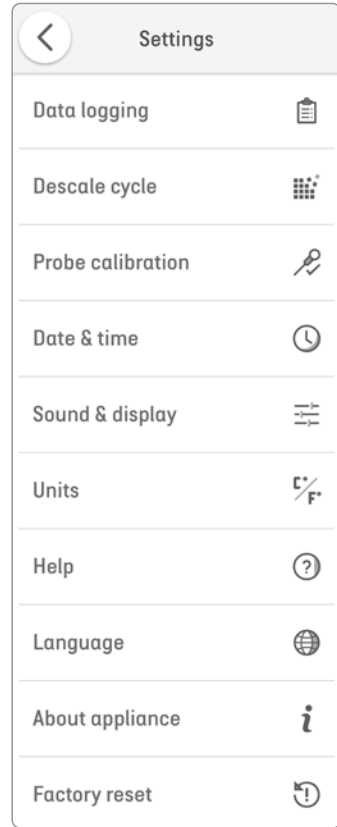 Settings
Data logging
Descale cycle
Probe calibration
Date & time
Sound & display
Units
C°/F°
Help
?
Language
About appliance
i
Factory reset
!